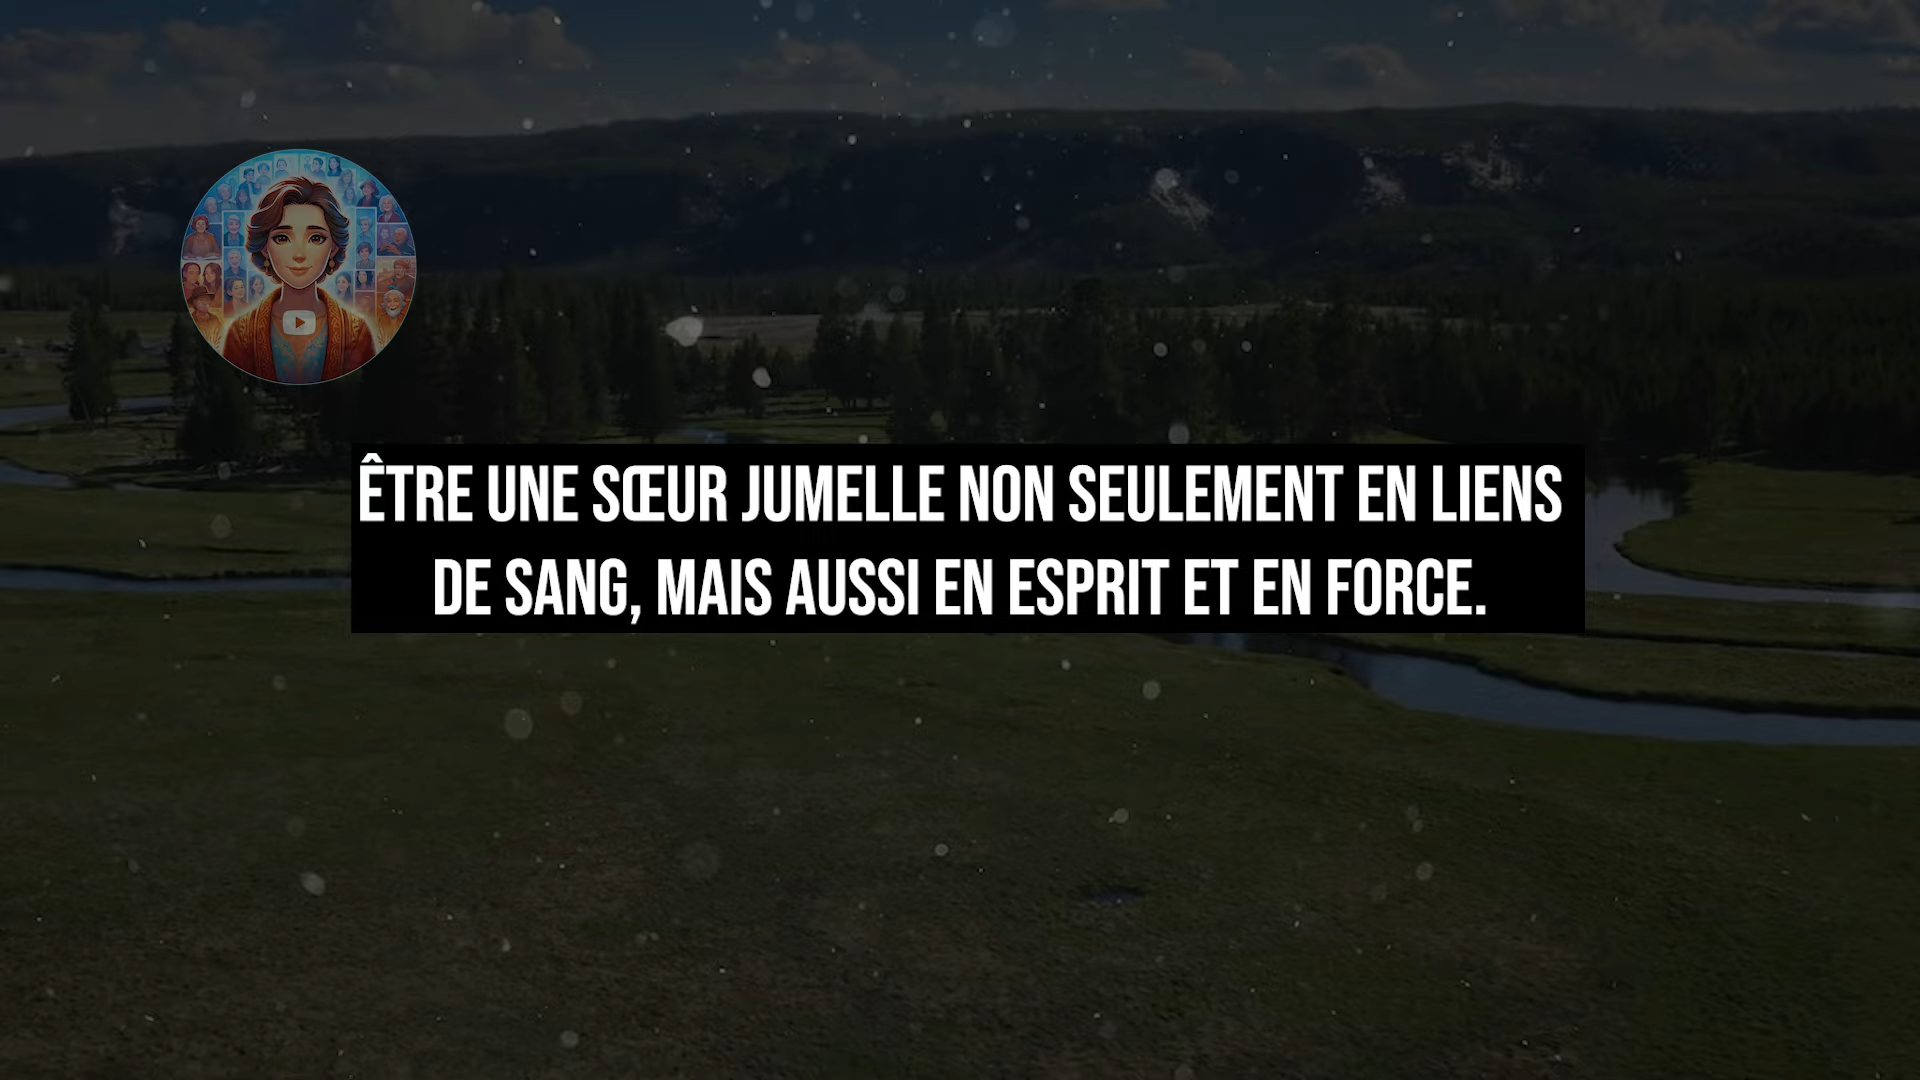 ÊTRE UNE SŒUR JUMELLE NON SEULEMENT EN LIENS
DE SANG, MAIS AUSSI EN ESPRIT ET EN FORCE.